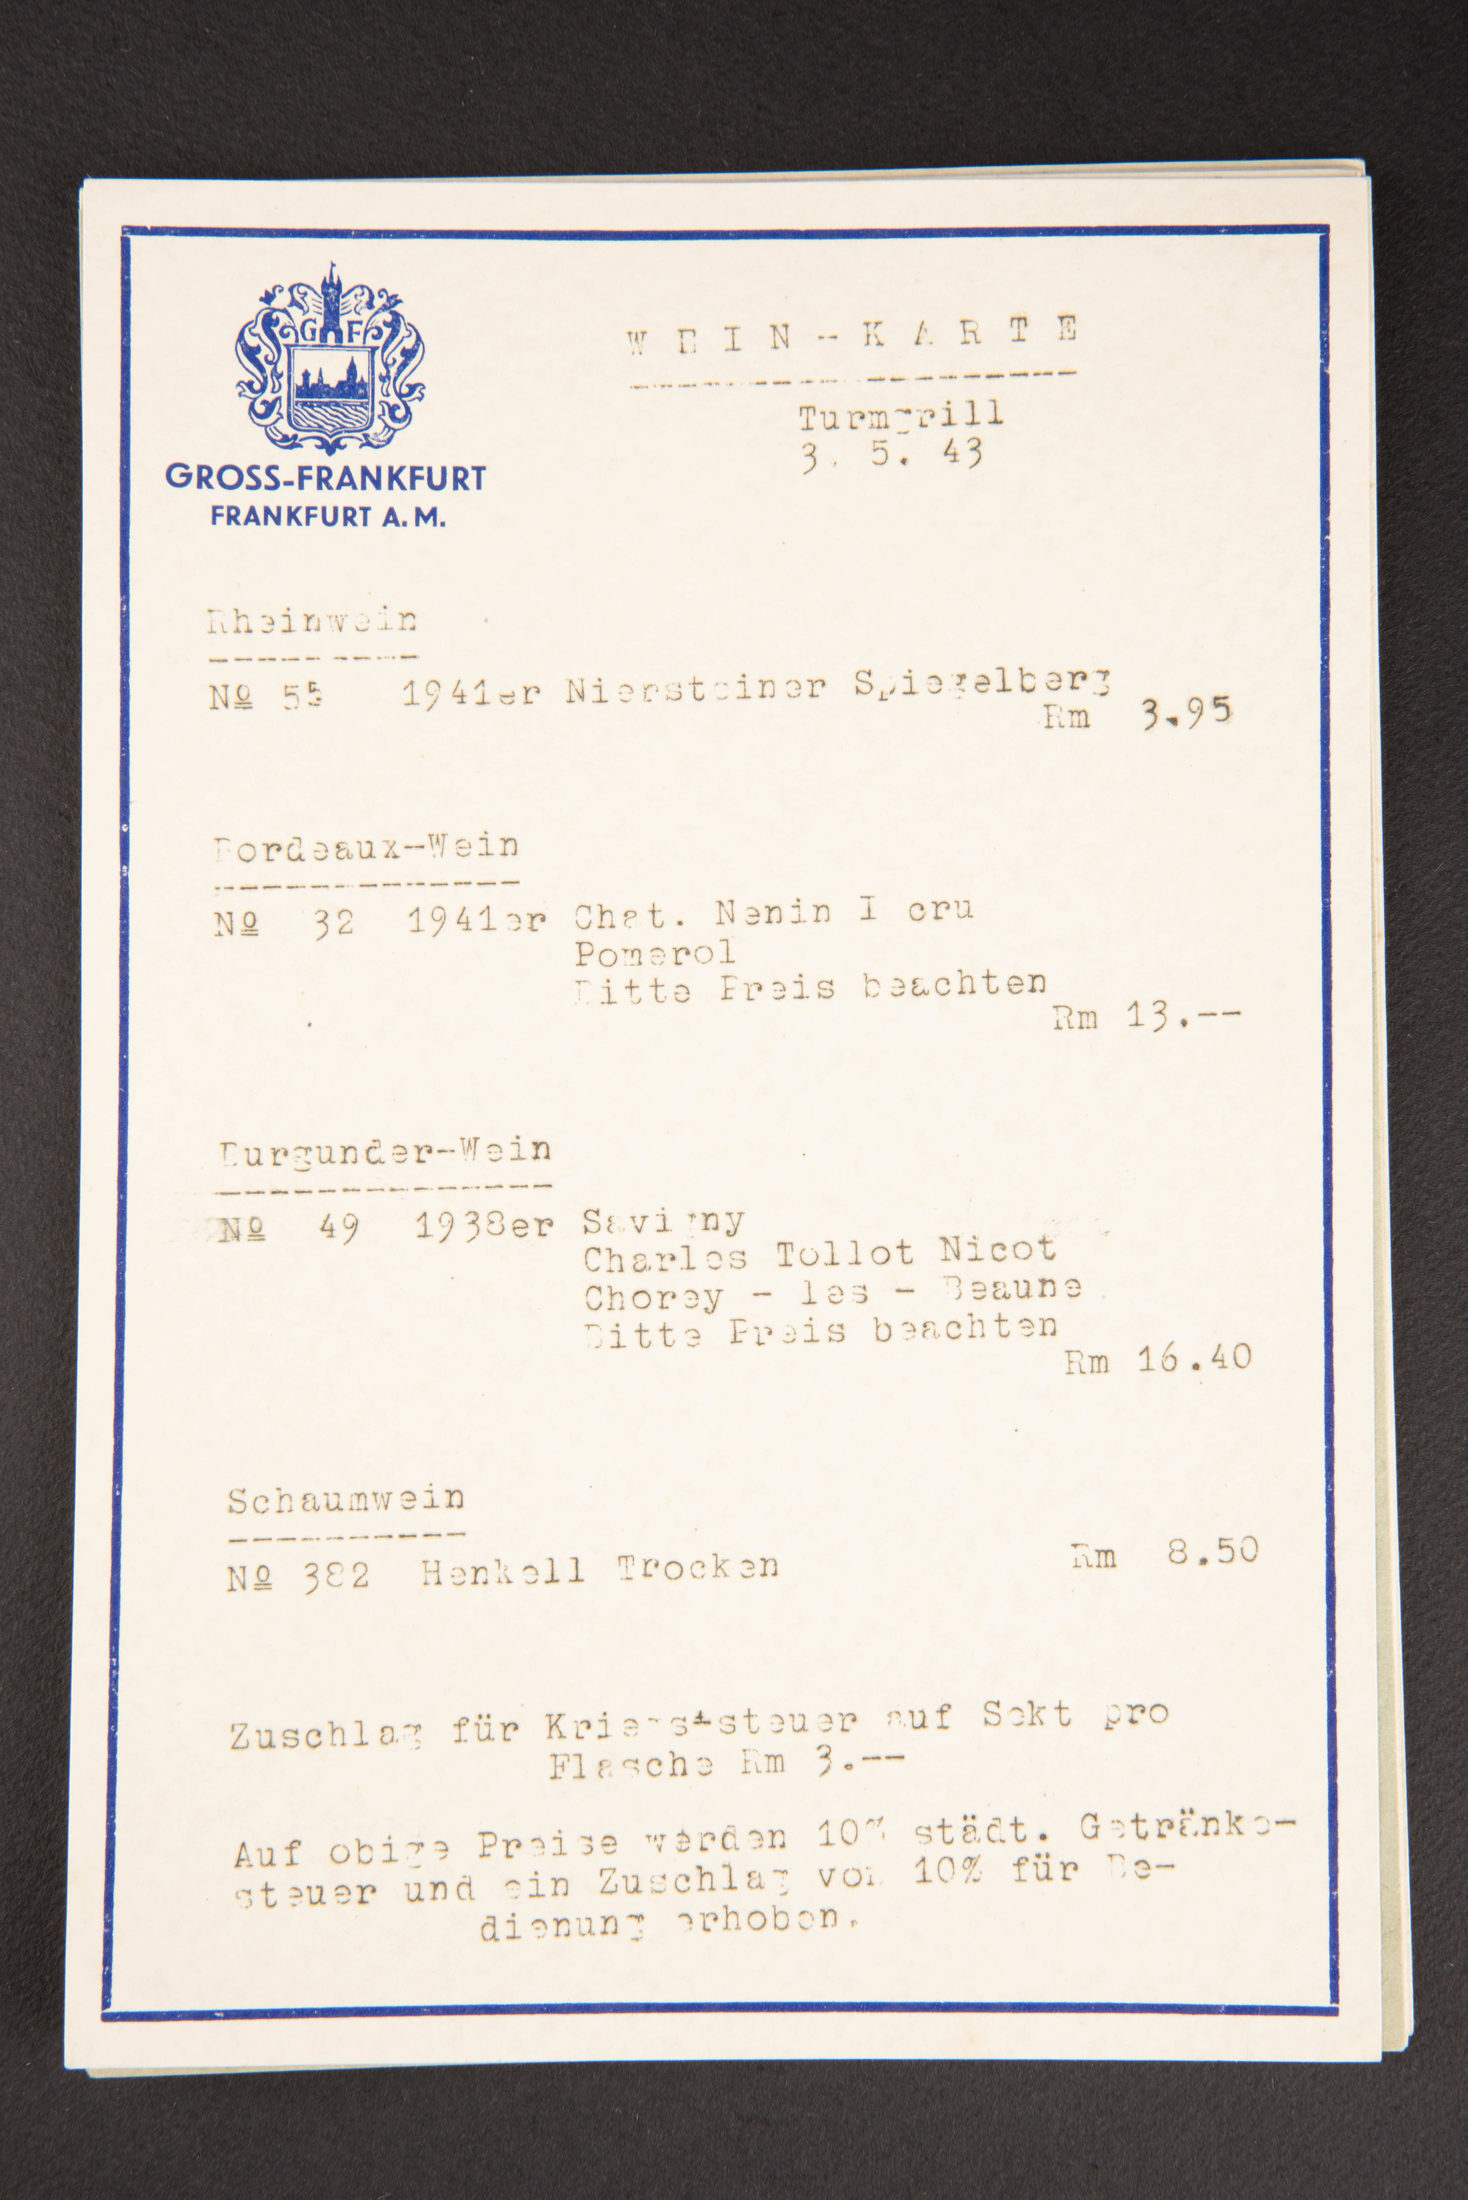 G F
GROSS-FRANKFURT
FRANKFURT A.M.
WEIN-KARTE
Turmgrill
3. 5. 43
Rheinwein
Nº 55 1941er Niersteiner Spiegelberg
Rm 3.95
Bordeaux-Wein
Nº 32 1941er Chat. Nenin I cru
Pomerol
Bitte Preis beachten
Rm 13.--
Burgunder-Wein
Nº 49 1938er Savigny
Charles Tollot Nicot
Chorey - les - Beaune
Bitte Preis beachten
Rm 16.40
Schaumwein
Nº 382 Henkell Trocken Rm 8.50
Zuschlag für Kriegs-steuer auf Sekt pro
Flasche Rm 3.--
Auf obige Preise werden 10% städt. Getränke-
steuer und ein Zuschlag von 10% für Be-
dienung erhoben.